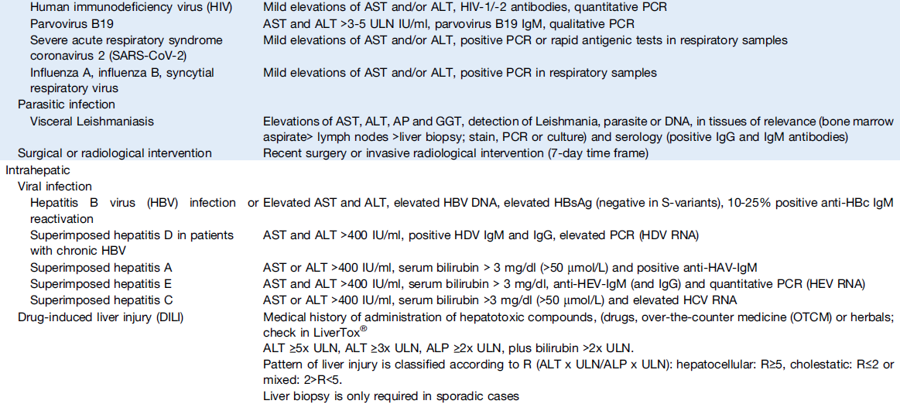 Human immunodeficiency virus (HIV) Mild elevations of AST and/or ALT, HIV-1/-2 antibodies, quantitative PCR
Parvovirus B19 AST and ALT >3-5 ULN IU/ml, parvovirus B19 IgM, qualitative PCR
Severe acute respiratory syndrome Mild elevations of AST and/or ALT, positive PCR or rapid antigenic tests in respiratory samples
coronavirus 2 (SARS-CoV-2)
Influenza A, influenza B, syncytial Mild elevations of AST and/or ALT, positive PCR in respiratory samples
respiratory virus
Parasitic infection
Visceral Leishmaniasis Elevations of AST, ALT, AP and GGT, detection of Leishmania, parasite or DNA, in tissues of relevance (bone marrow
aspirate> lymph nodes >liver biopsy; stain, PCR or culture) and serology (positive IgG and IgM antibodies)
Surgical or radiological intervention Recent surgery or invasive radiological intervention (7-day time frame)
Intrahepatic
Viral infection
Hepatitis B virus (HBV) infection or Elevated AST and ALT, elevated HBV DNA, elevated HBsAg (negative in S-variants), 10-25% positive anti-HBc IgM
reactivation
Superimposed hepatitis D in patients AST and ALT >400 IU/ml, positive HDV IgM and IgG, elevated PCR (HDV RNA)
with chronic HBV
Superimposed hepatitis A AST or ALT >400 IU/ml, serum bilirubin > 3 mg/dl (>50 μmol/L) and positive anti-HAV-IgM
Superimposed hepatitis E AST and ALT >400 IU/ml, serum bilirubin > 3 mg/dl, anti-HEV-IgM (and IgG) and quantitative PCR (HEV RNA)
Superimposed hepatitis C AST or ALT >400 IU/ml, serum bilirubin >3 mg/dl (>50 μmol/L) and elevated HCV RNA
Drug-induced liver injury (DILI) Medical history of administration of hepatotoxic compounds, (drugs, over-the-counter medicine (OTCM) or herbals;
check in LiverTox®
ALT ≥5x ULN, ALT ≥3x ULN, ALP ≥2x ULN, plus bilirubin >2x ULN.
Pattern of liver injury is classified according to R (ALT x ULN/ALP x ULN): hepatocellular: R≥5, cholestatic: R≤2 or
mixed: 2>R<5.
Liver biopsy is only required in sporadic cases